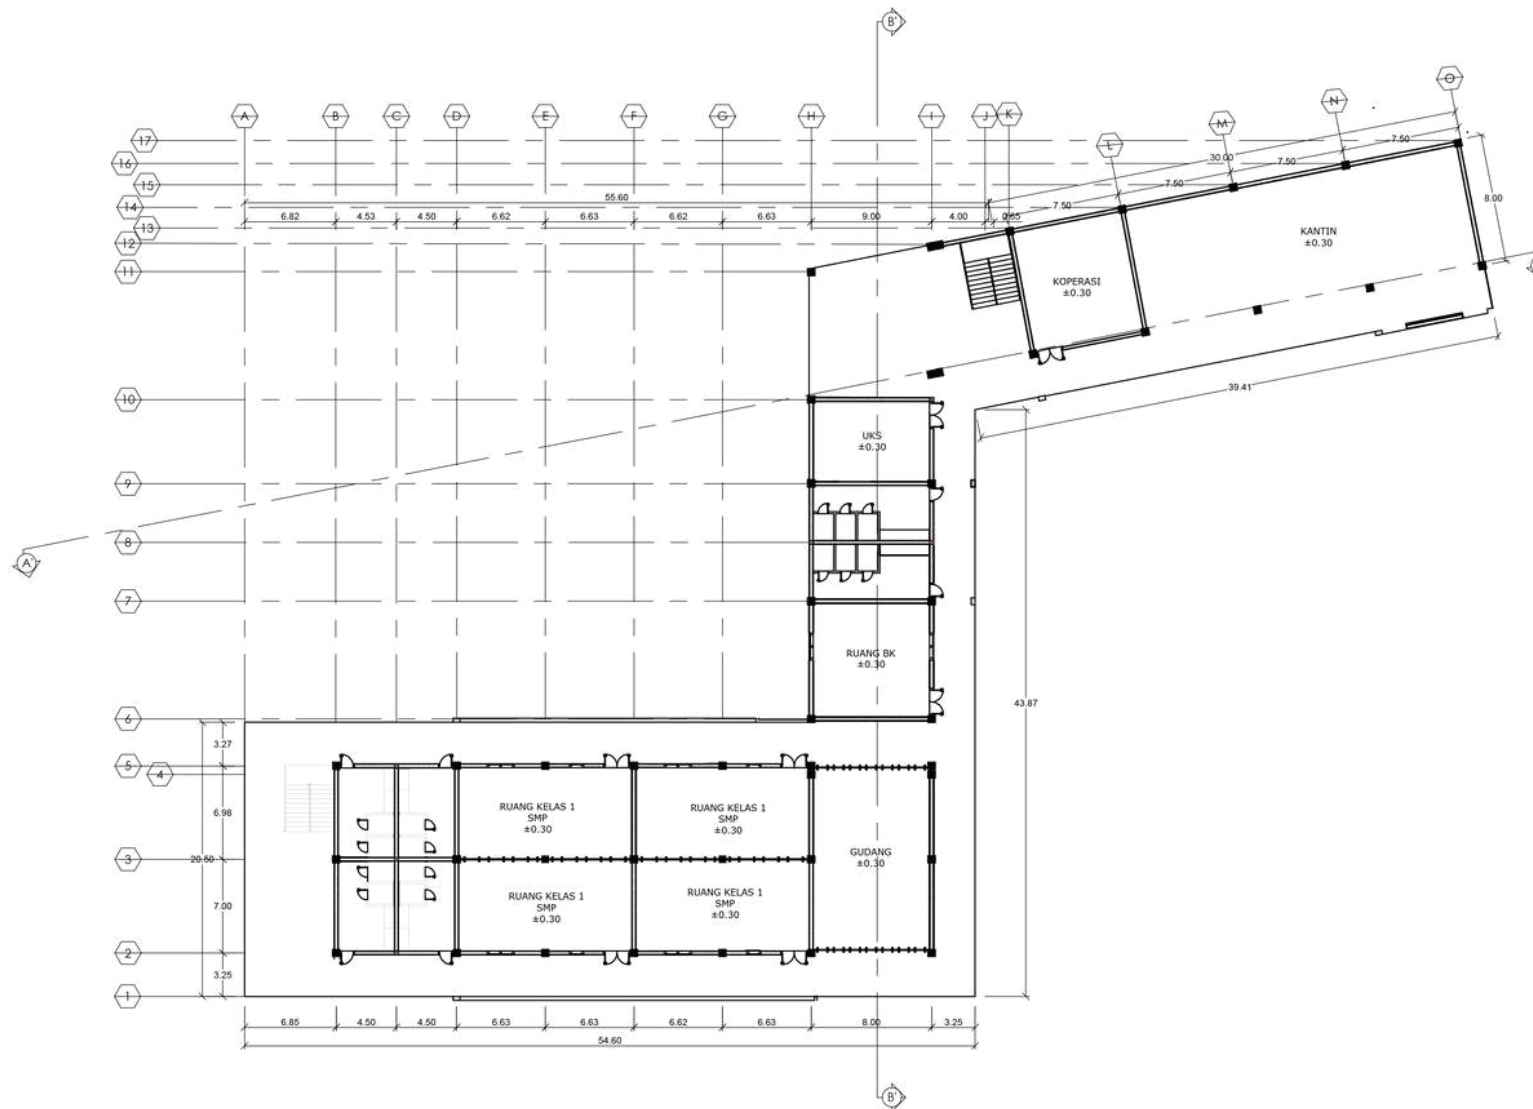 B'
O
N
M
A
B
C
D
E
F
G
H
I
J
K
L
17
16
15
14
13
12
11
7.50
30.00
7.50
7.50
7.50
55.60
6.82
4.53
4.50
6.62
6.63
6.62
6.63
9.00
4.00
0.65
8.00
KANTIN
±0.30
KOPERASI
±0.30
39.41
10
UKS
±0.30
9
8
A'
7
RUANG BK
±0.30
43.87
6
3.27
5
4
6.98
20.50
3
7.00
2
3.25
1
RUANG KELAS 1
SMP
±0.30
RUANG KELAS 1
SMP
±0.30
GUDANG
±0.30
RUANG KELAS 1
SMP
±0.30
RUANG KELAS 1
SMP
±0.30
6.85
4.50
4.50
6.63
6.63
6.62
6.63
8.00
3.25
54.60
B'